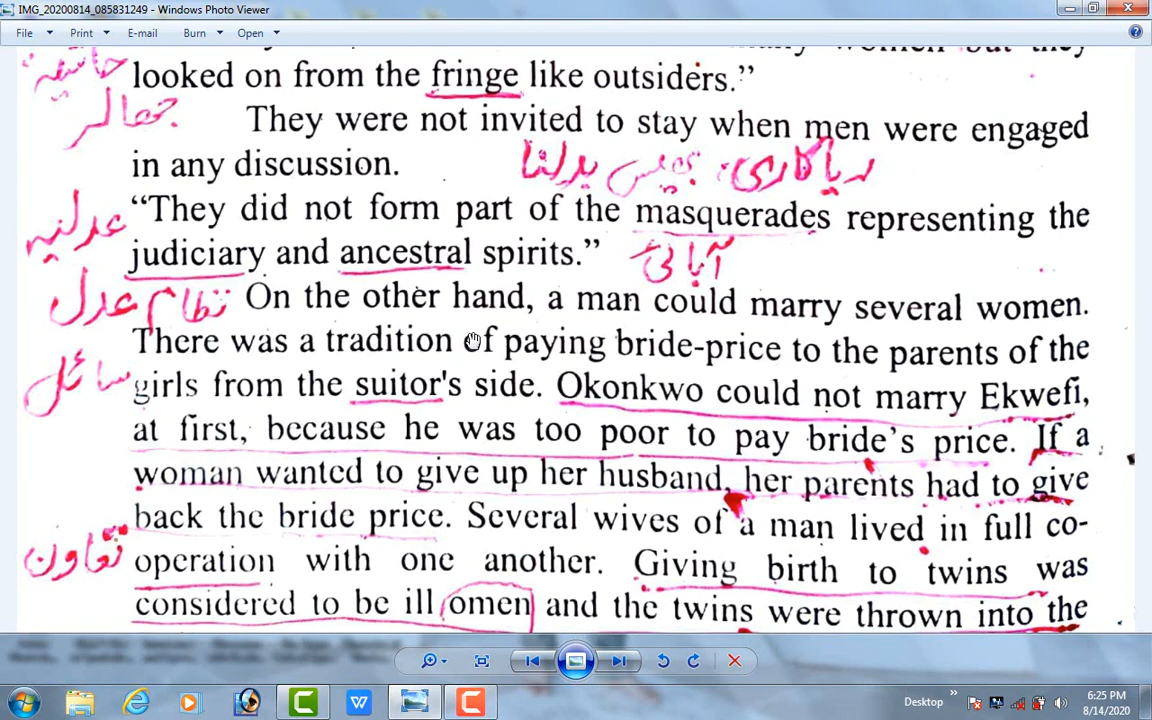 IMG_20200814_085831249 - Windows Photo Viewer
File Print E-mail Burn Open
looked on from the fringe like outsiders.”
حاشیہ
جھالر
They were not invited to stay when men were engaged
in any discussion.
ریاکاری، بھیس بدلنا
“They did not form part of the masquerades representing the
عدلیہ
judiciary and ancestral spirits.”
آبائی
نظام عدل
On the other hand, a man could marry several women.
There was a tradition of paying bride-price to the parents of the
سائل
girls from the suitor's side. Okonkwo could not marry Ekwefi,
at first, because he was too poor to pay bride’s price. If a
woman wanted to give up her husband, her parents had to give
back the bride price. Several wives of a man lived in full co-
تعاون
operation with one another. Giving birth to twins was
considered to be ill omen and the twins were thrown into the
Desktop
6:25 PM
8/14/2020